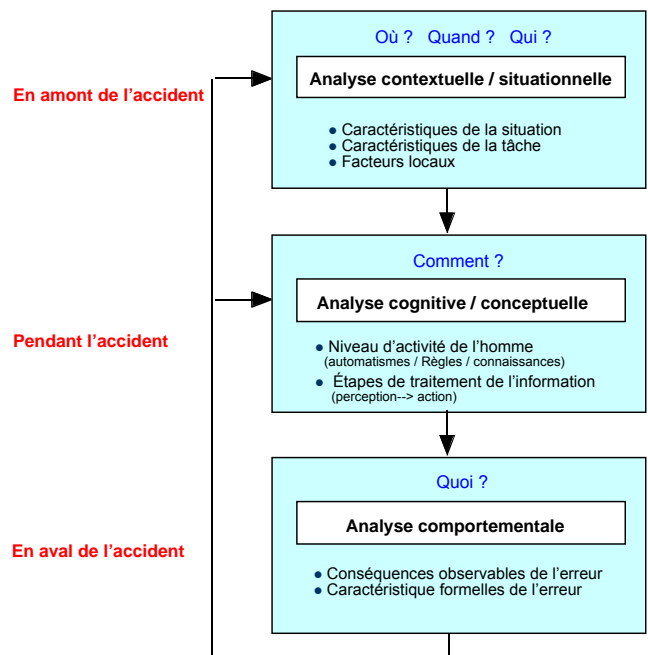 Où ? Quand ? Qui ?
En amont de l'accident
Analyse contextuelle / situationnelle
● Caractéristiques de la situation
● Caractéristiques de la tâche
● Facteurs locaux
Comment ?
Analyse cognitive / conceptuelle
Pendant l'accident
● Niveau d'activité de l'homme
(automatismes / Règles / connaissances)
● Étapes de traitement de l'information
(perception--> action)
Quoi ?
Analyse comportementale
En aval de l'accident
● Conséquences observables de l'erreur
● Caractéristique formelles de l'erreur